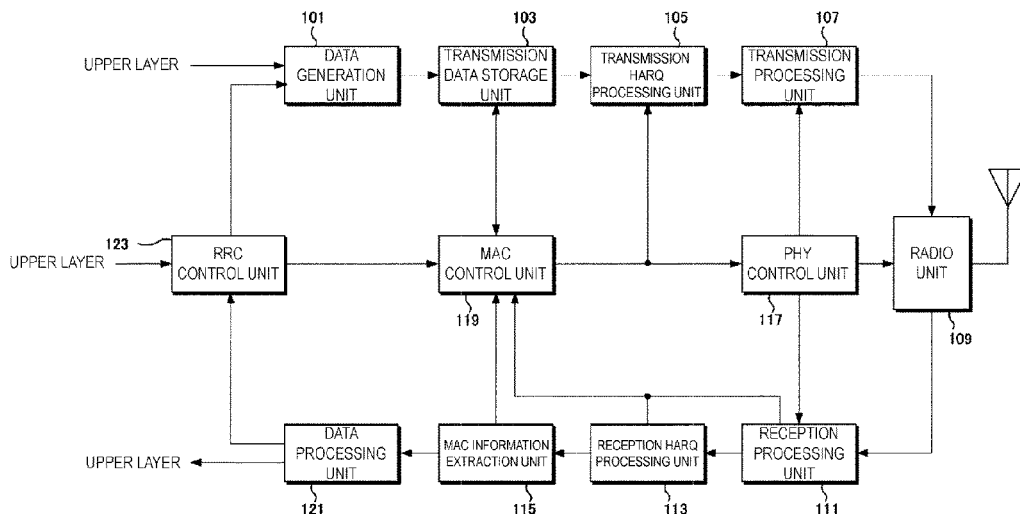 101
103
105
107
UPPER LAYER
DATA
GENERATION
UNIT
TRANSMISSION
DATA STORAGE
UNIT
TRANSMISSION
HARQ
PROCESSING UNIT
TRANSMISSION
PROCESSING
UNIT
123
UPPER LAYER
RRC
CONTROL UNIT
MAC
CONTROL UNIT
PHY
CONTROL UNIT
RADIO
UNIT
119
117
109
UPPER LAYER
DATA
PROCESSING
UNIT
MAC INFORMATION
EXTRACTION UNIT
RECEPTION HARQ
PROCESSING UNIT
RECEPTION
PROCESSING
UNIT
121
115
113
111